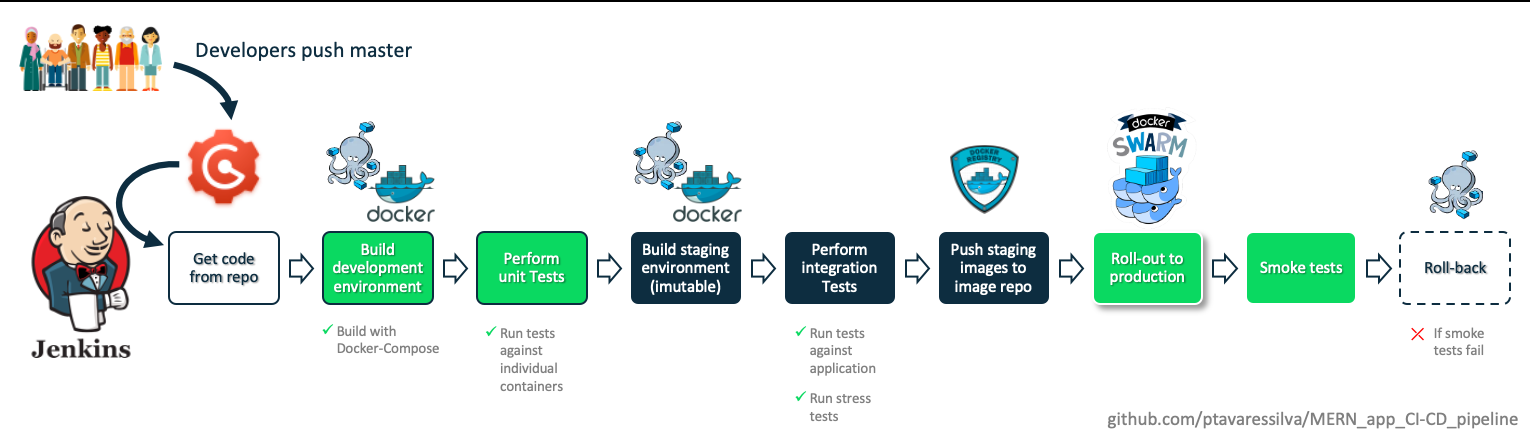 Developers push master
docker
docker
DOCKER
REGISTRY
docker
SWARM
Jenkins
Get code
from repo
Build
development
environment
Perform
unit Tests
Build staging
environment
(imutable)
Perform
integration
Tests
Push staging
images to
image repo
Roll-out to
production
Smoke tests
Roll-back
Build with
Docker-Compose
Run tests
against
individual
containers
Run tests
against
application
Run stress
tests
If smoke
tests fail
github.com/ptavaressilva/MERN_app_CI-CD_pipeline